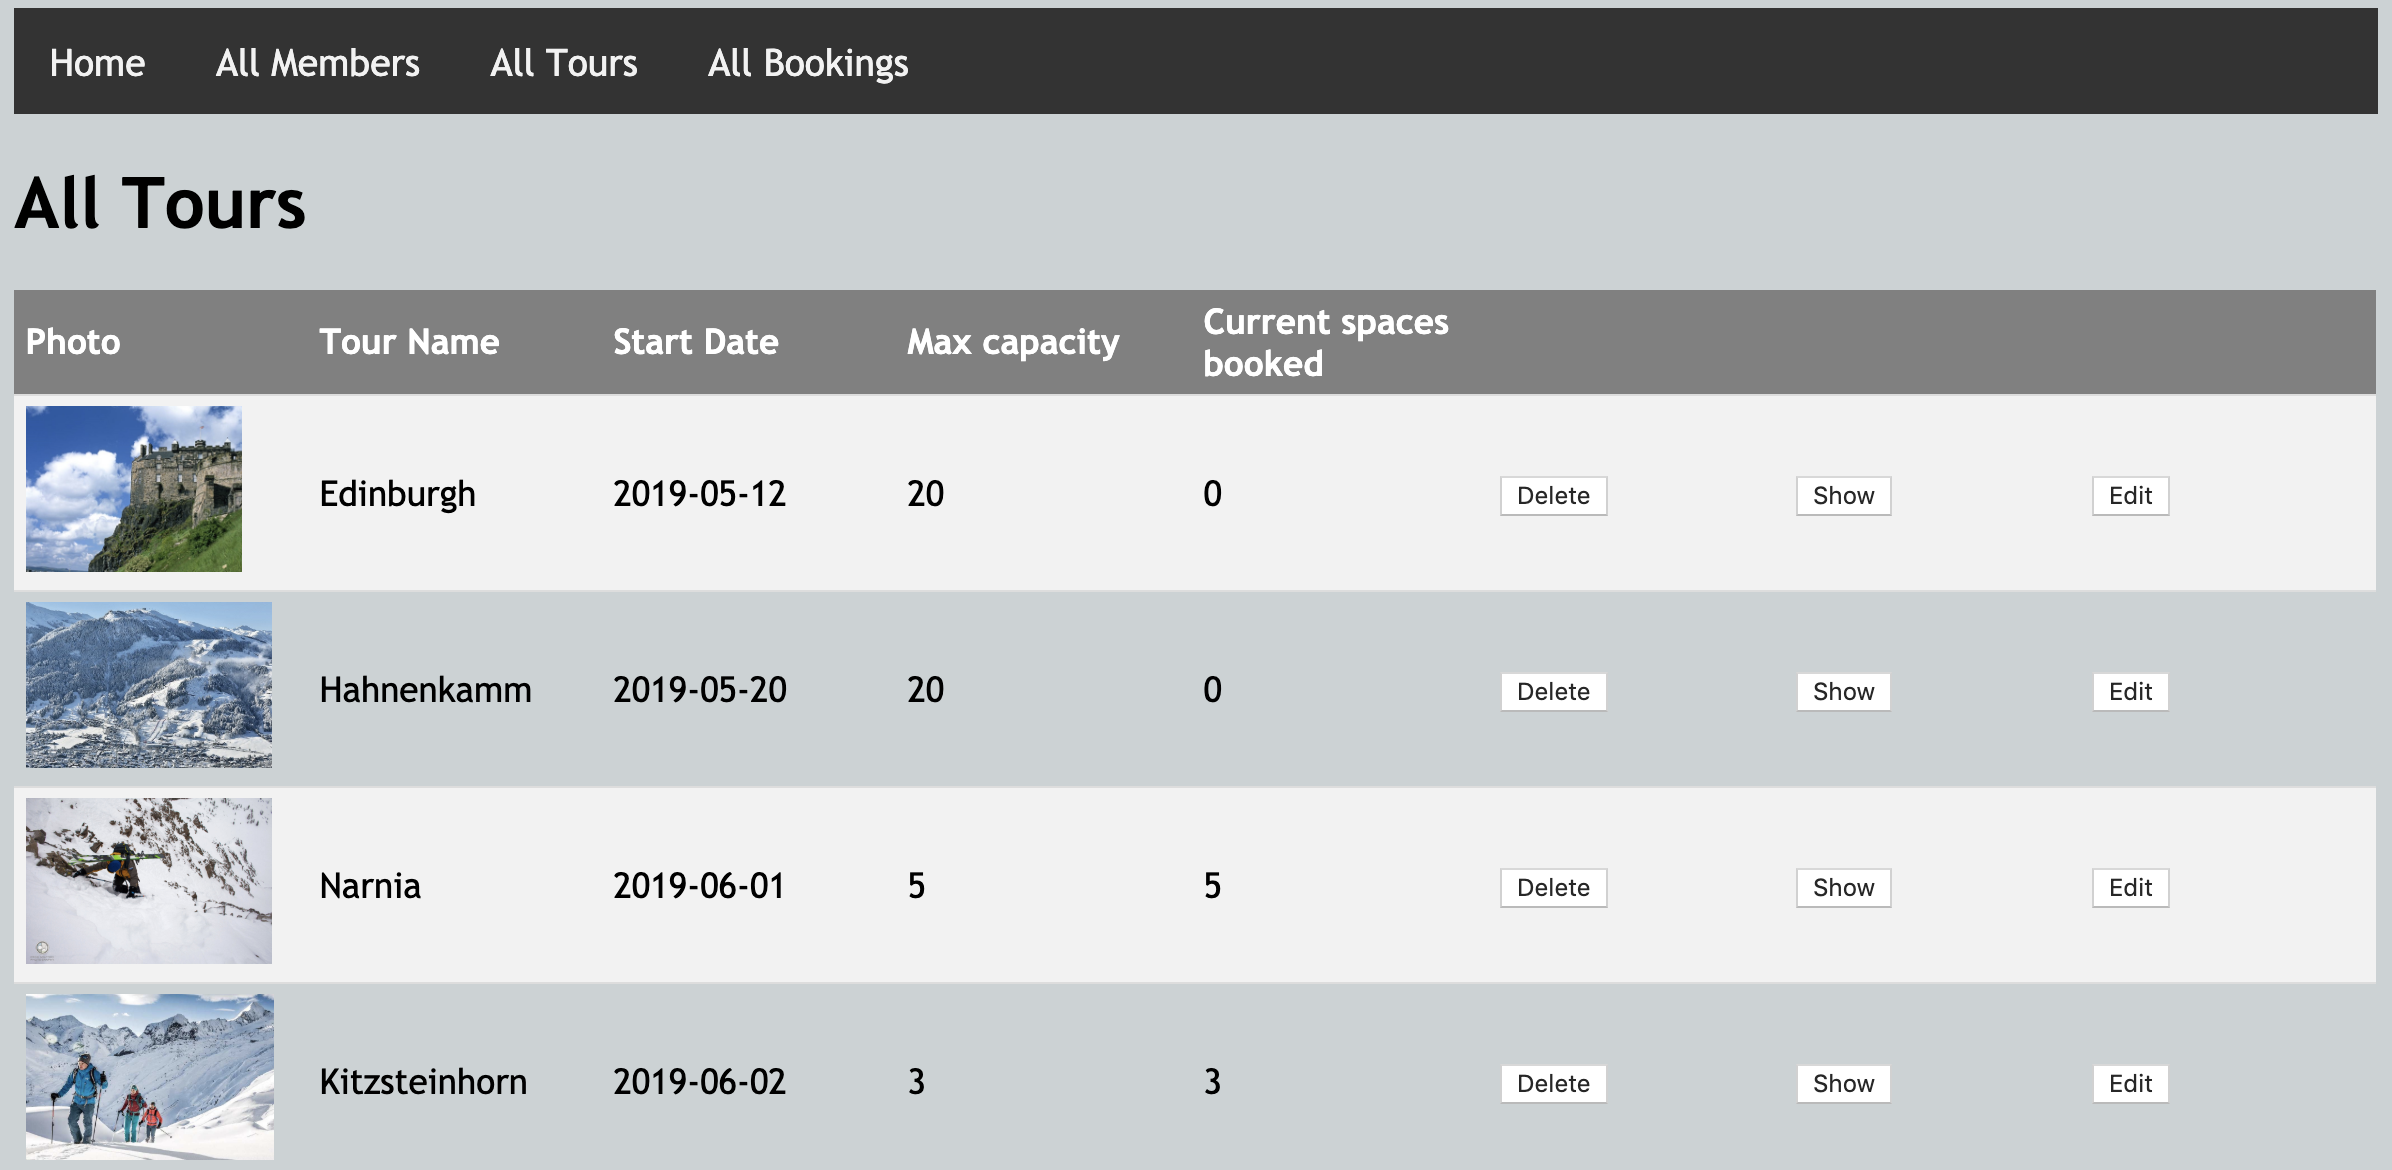 Home All Members All Tours All Bookings
All Tours
Photo Tour Name Start Date Max capacity Current spaces
booked
Edinburgh 2019-05-12 20 0 Delete Show Edit
Hahnenkamm 2019-05-20 20 0 Delete Show Edit
Narnia 2019-06-01 5 5 Delete Show Edit
Kitzsteinhorn 2019-06-02 3 3 Delete Show Edit